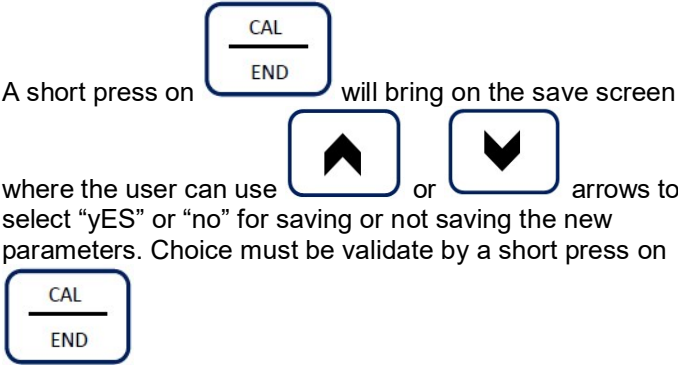 CAL
END
A short press on will bring on the save screen
where the user can use or arrows to
select “yES” or “no” for saving or not saving the new
parameters. Choice must be validate by a short press on
CAL
END